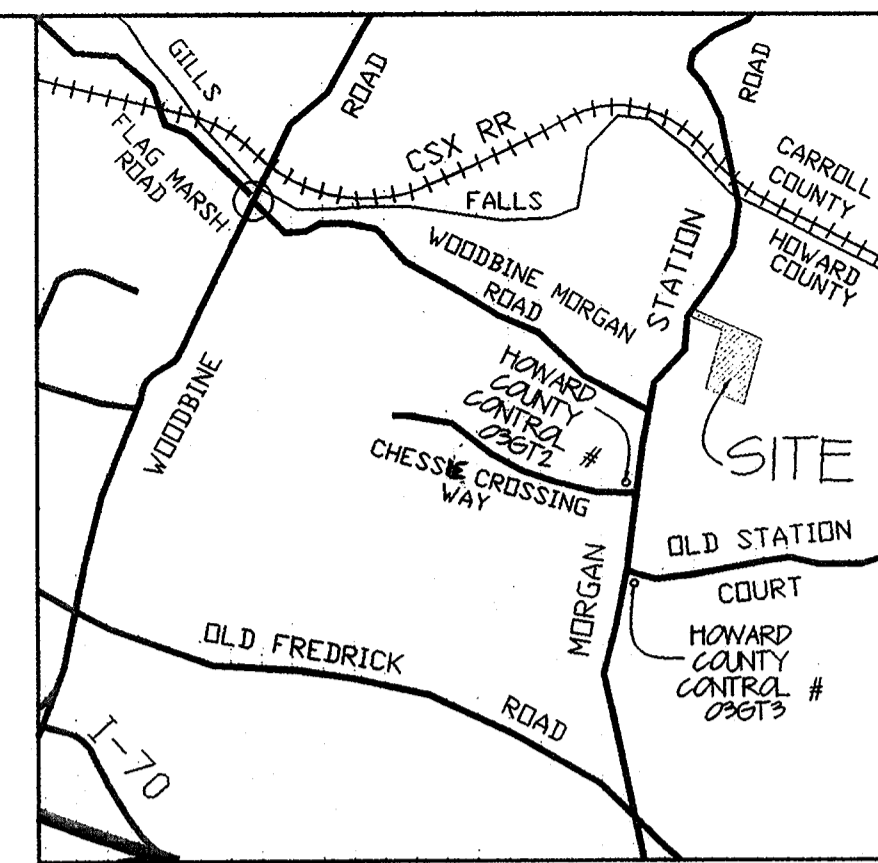 GILLS
ROAD
ROAD
FLAG MARSH
ROAD
CSX RR
FALLS
CARROLL
COUNTY
HOWARD
COUNTY
WOODBINE MORGAN
ROAD
STATION
WOODBINE
HOWARD
COUNTY
CONTROL
03GT2 #
SITE
CHESSIE CROSSING
WAY
OLD STATION
COURT
MORGAN
HOWARD
COUNTY
CONTROL #
03GT3
OLD FREDRICK
ROAD
I-70